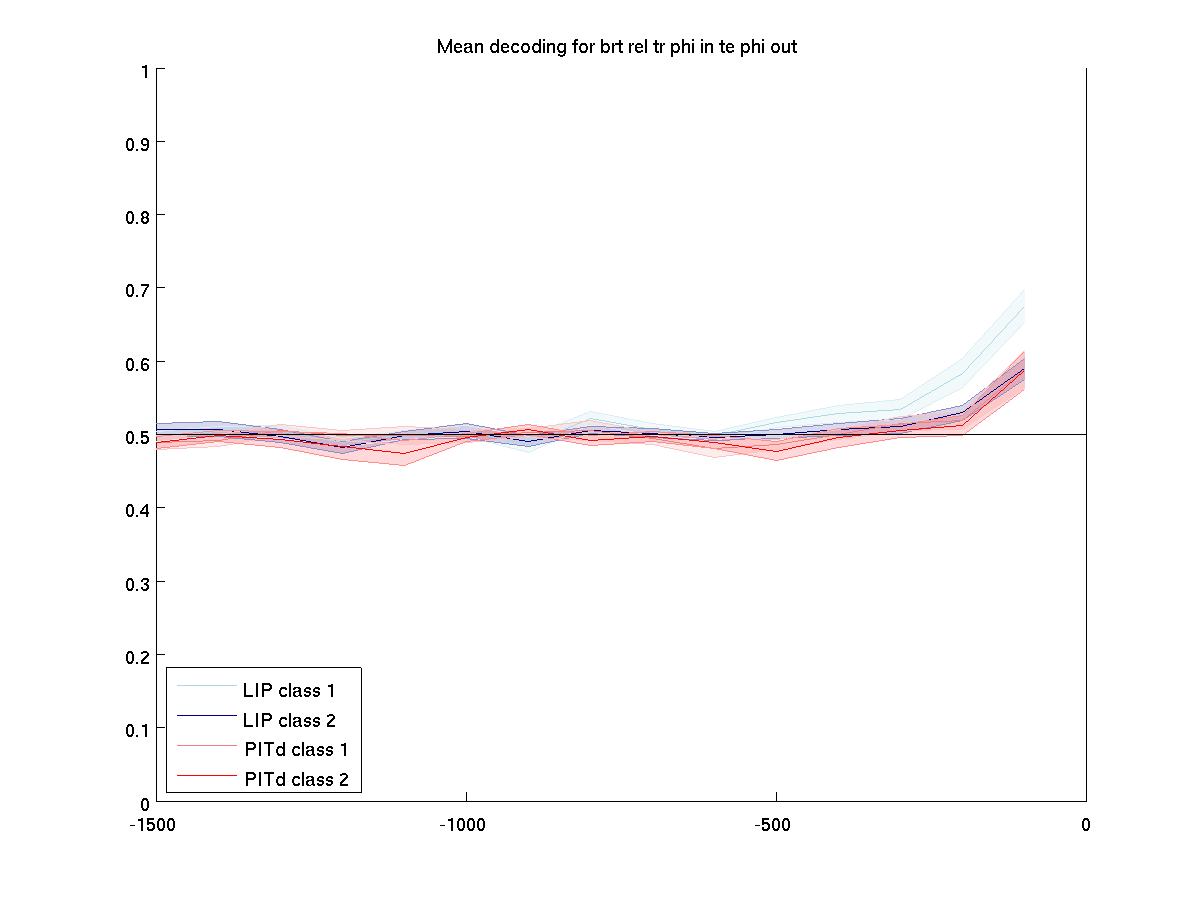 Mean decoding for brt rel tr phi in te phi out
1
0.9
0.8
0.7
0.6
0.5
0.4
0.3
0.2
0.1
0
LIP class 1
LIP class 2
PITd class 1
PITd class 2
-1500 -1000 -500 0